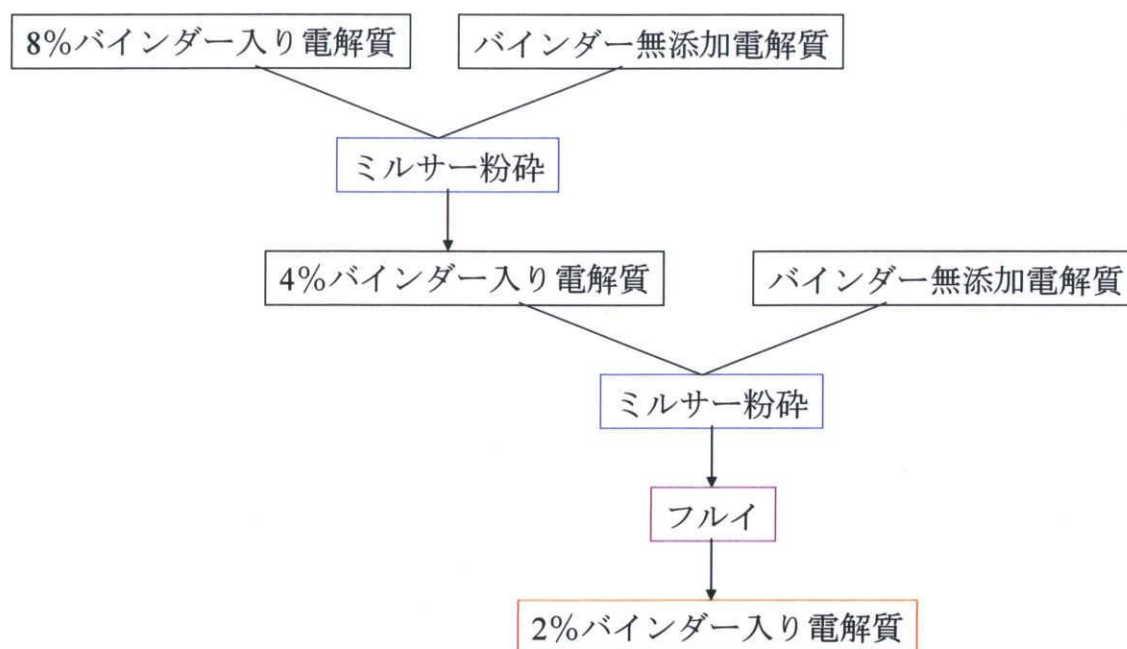 8%バインダー入り電解質
バインダー無添加電解質
ミルサー粉砕
4%バインダー入り電解質
バインダー無添加電解質
ミルサー粉砕
フルイ
2%バインダー入り電解質